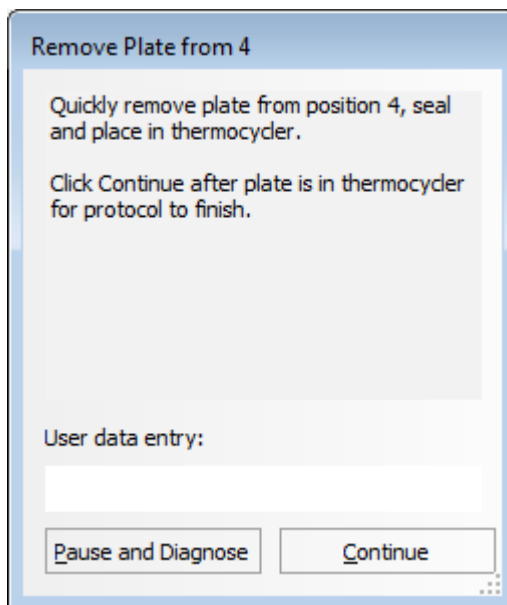 Remove Plate from 4
Quickly remove plate from position 4, seal
and place in thermocycler.
Click Continue after plate is in thermocycler
for protocol to finish.
User data entry:
Pause and Diagnose
Continue